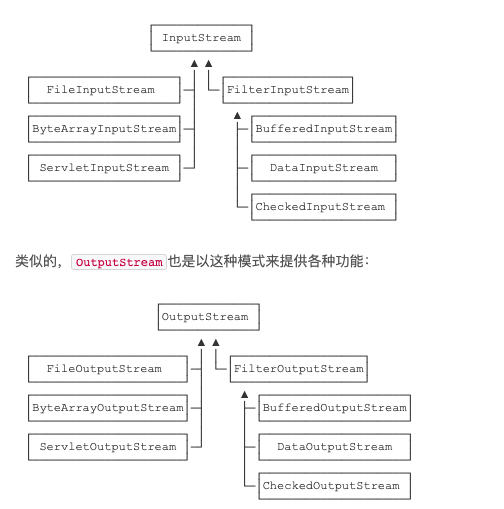 InputStream
FileInputStream FilterInputStream
ByteArrayInputStream BufferedInputStream
ServletInputStream DataInputStream
CheckedInputStream
类似的，OutputStream也是以这种模式来提供各种功能：
OutputStream
FileOutputStream FilterOutputStream
ByteArrayOutputStream BufferedOutputStream
ServletOutputStream DataOutputStream
CheckedOutputStream